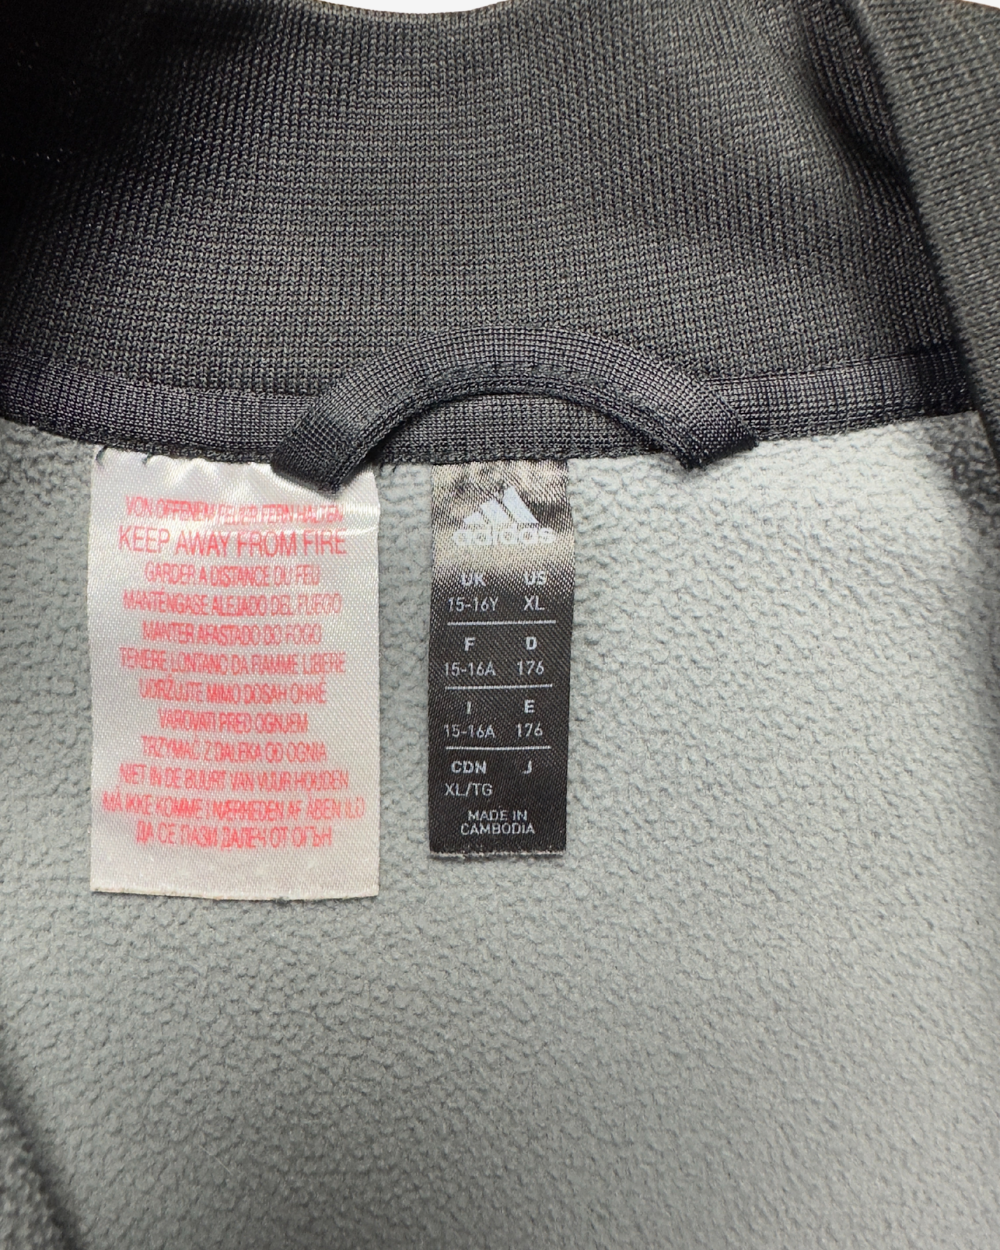 VON OFFENEM FEUER FERN HALTEN
KEEP AWAY FROM FIRE
GARDER A DISTANCE DU FEU
MANTENGASE ALEJADO DEL FUEGO
MANTER AFASTADO DO FOGO
TENERE LONTANO DA FIAMME LIBERE
UDRŽUJTE MIMO DOSAH OHNĚ
VAROVATI PRED OGNJEM
TRZYMAĆ Z DALEKA OD OGNIA
NIET IN DE BUURT VAN VUUR HOUDEN
MÅ IKKE KOMME I NÆRHEDEN AF ÅBEN ILD
ДА СЕ ПАЗИ ДАЛЕЧ ОТ ОГЪН
adidas
UK US
15-16Y XL
F D
15-16A 176
I E
15-16A 176
CDN J
XL/TG
MADE IN
CAMBODIA